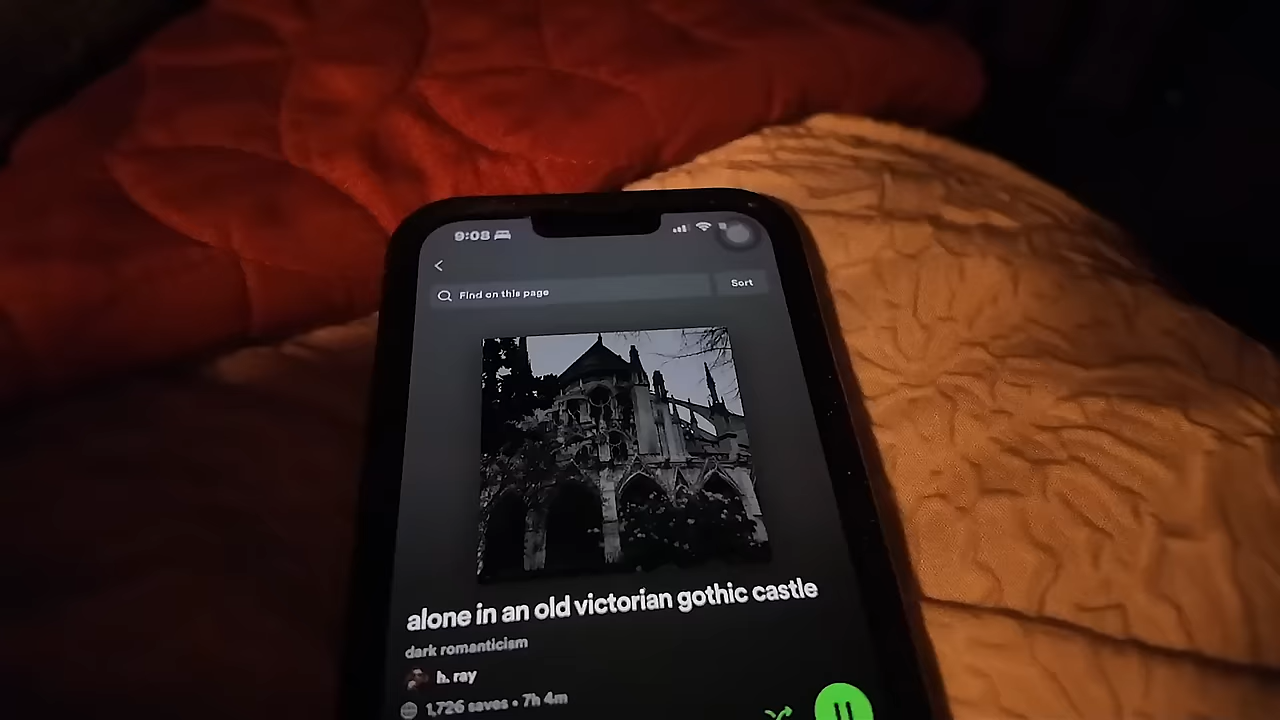 9:08
Find on this page
Sort
alone in an old victorian gothic castle
dark romanticism
h. ray
1,726 saves • 7h 4m